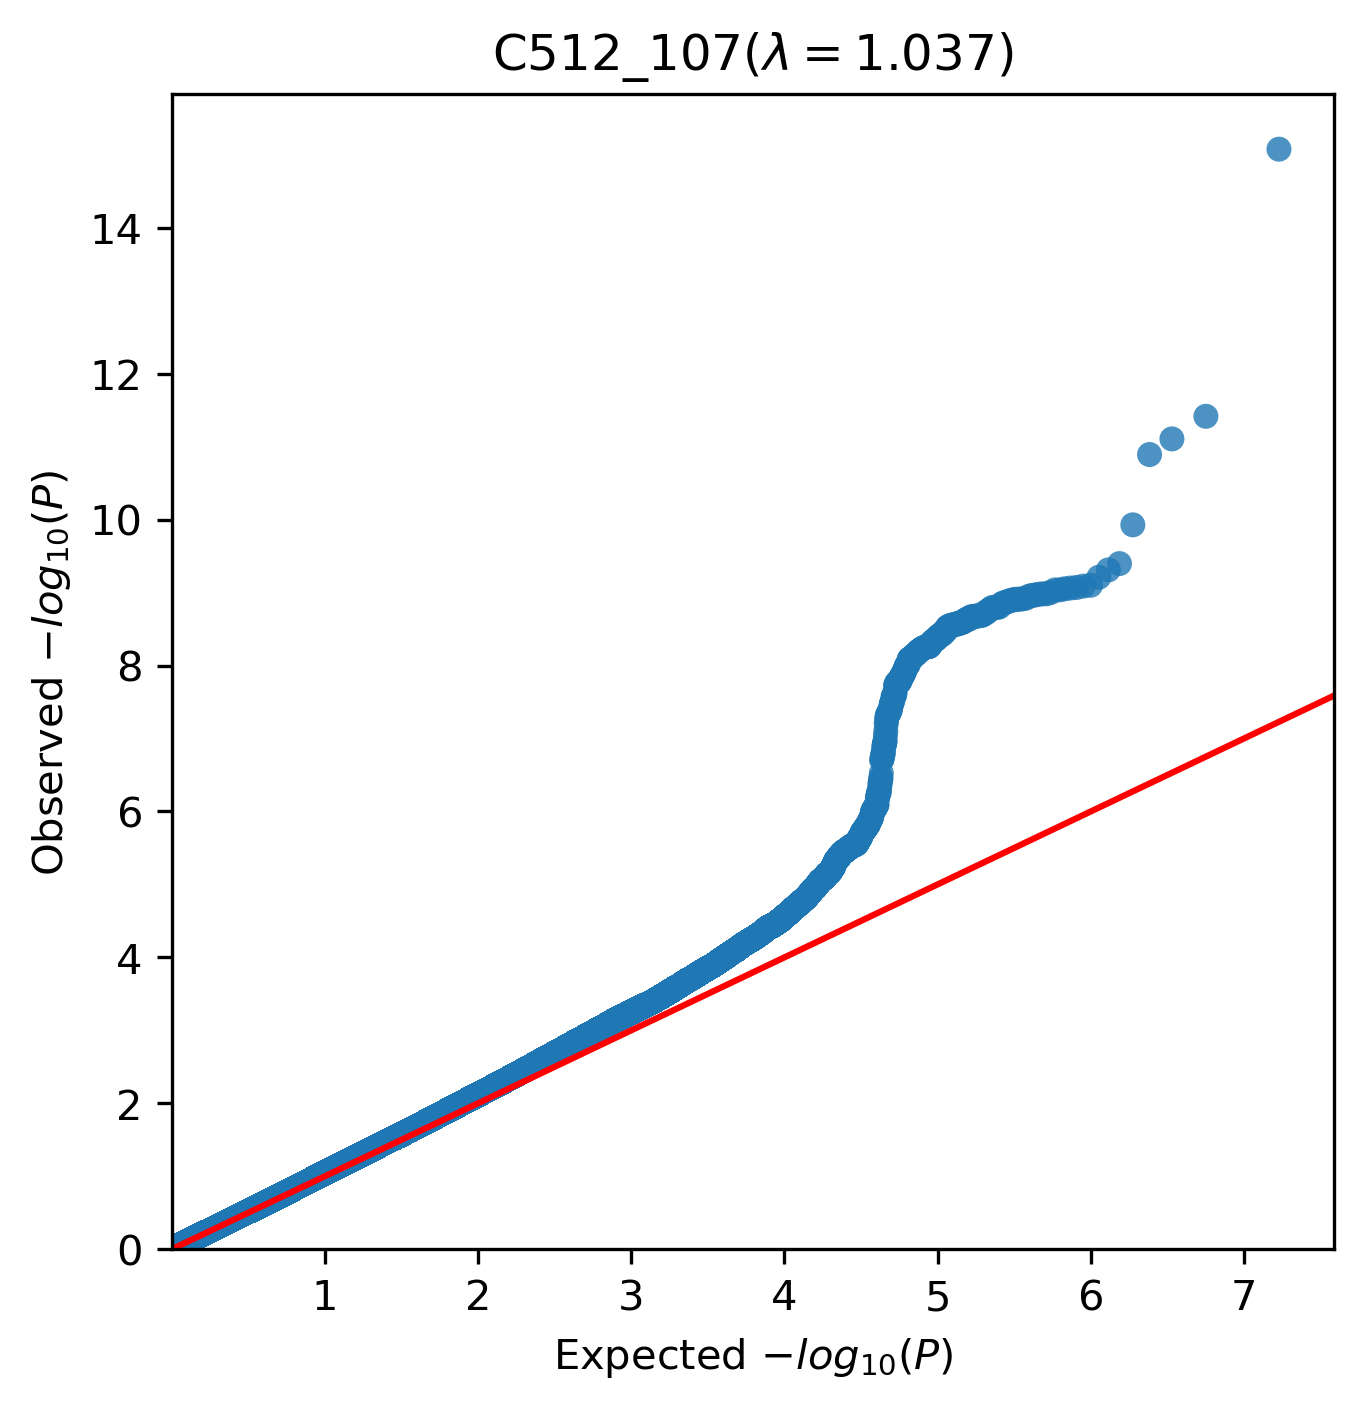 C512_107(λ = 1.037)
Observed −log₁₀(P)
14
12
10
8
6
4
2
0
1 2 3 4 5 6 7
Expected −log₁₀(P)